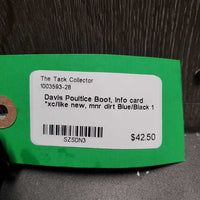 The Tack Collector
1003593-28
Davis Poultice Boot, info card
*xc/like new, mnr dirt Blue/Black 1
SZSDN3
$42.50